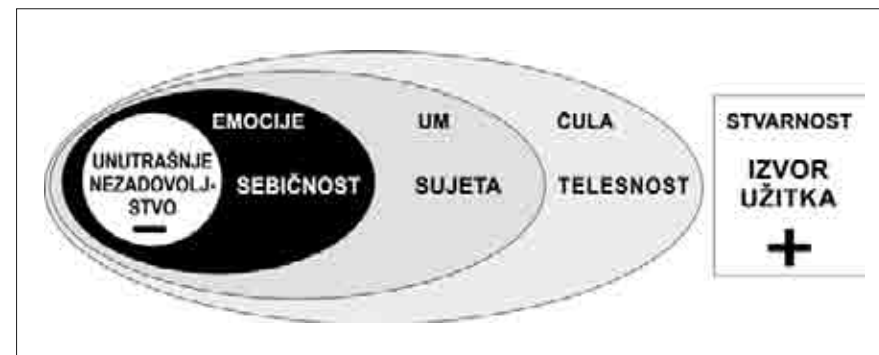 EMOCIJE
UNUTRAŠNJE
NEZADOVOLJ-
STVO
−
SEBIČNOST
UM
SUJETA
ČULA
TELESNOST
STVARNOST
IZVOR
UŽITKA
+